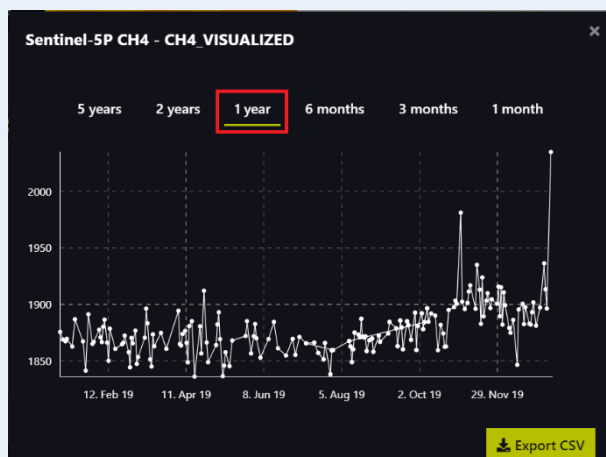 Sentinel-5P CH4 - CH4_VISUALIZED
×
5 years 2 years 1 year 6 months 3 months 1 month
2000
1950
1900
1850
12. Feb 19 11. Apr 19 8. Jun 19 5. Aug 19 2. Oct 19 29. Nov 19
Export CSV